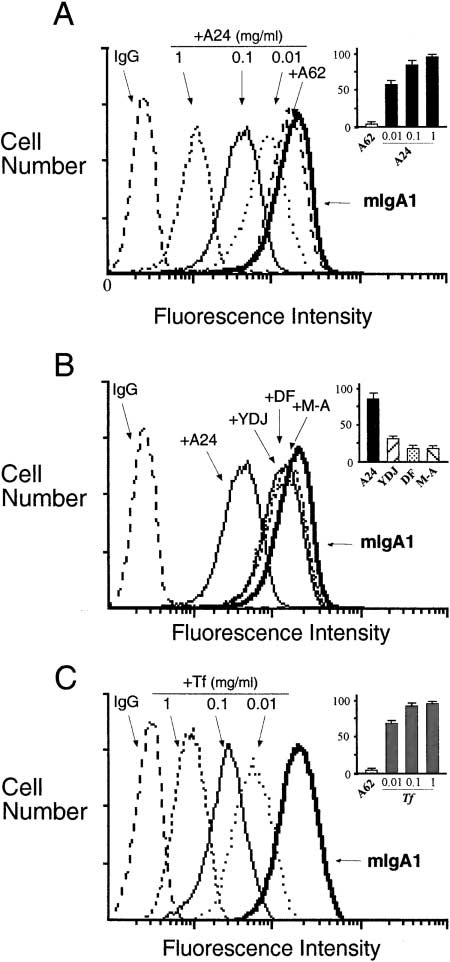 A
+A24 (mg/ml)
IgG
1 0.1 0.01
+A62
Cell
Number
mIgA1
0
Fluorescence Intensity
100
50
0
A62
0.01 0.1 1
A24
B
IgG
+DF
+M-A
+YDJ
+A24
Cell
Number
mIgA1
Fluorescence Intensity
100
50
0
A24 YDJ DF M-A
C
+Tf (mg/ml)
IgG
1 0.1 0.01
Cell
Number
mIgA1
Fluorescence Intensity
100
50
0
A62
0.01 0.1 1
Tf